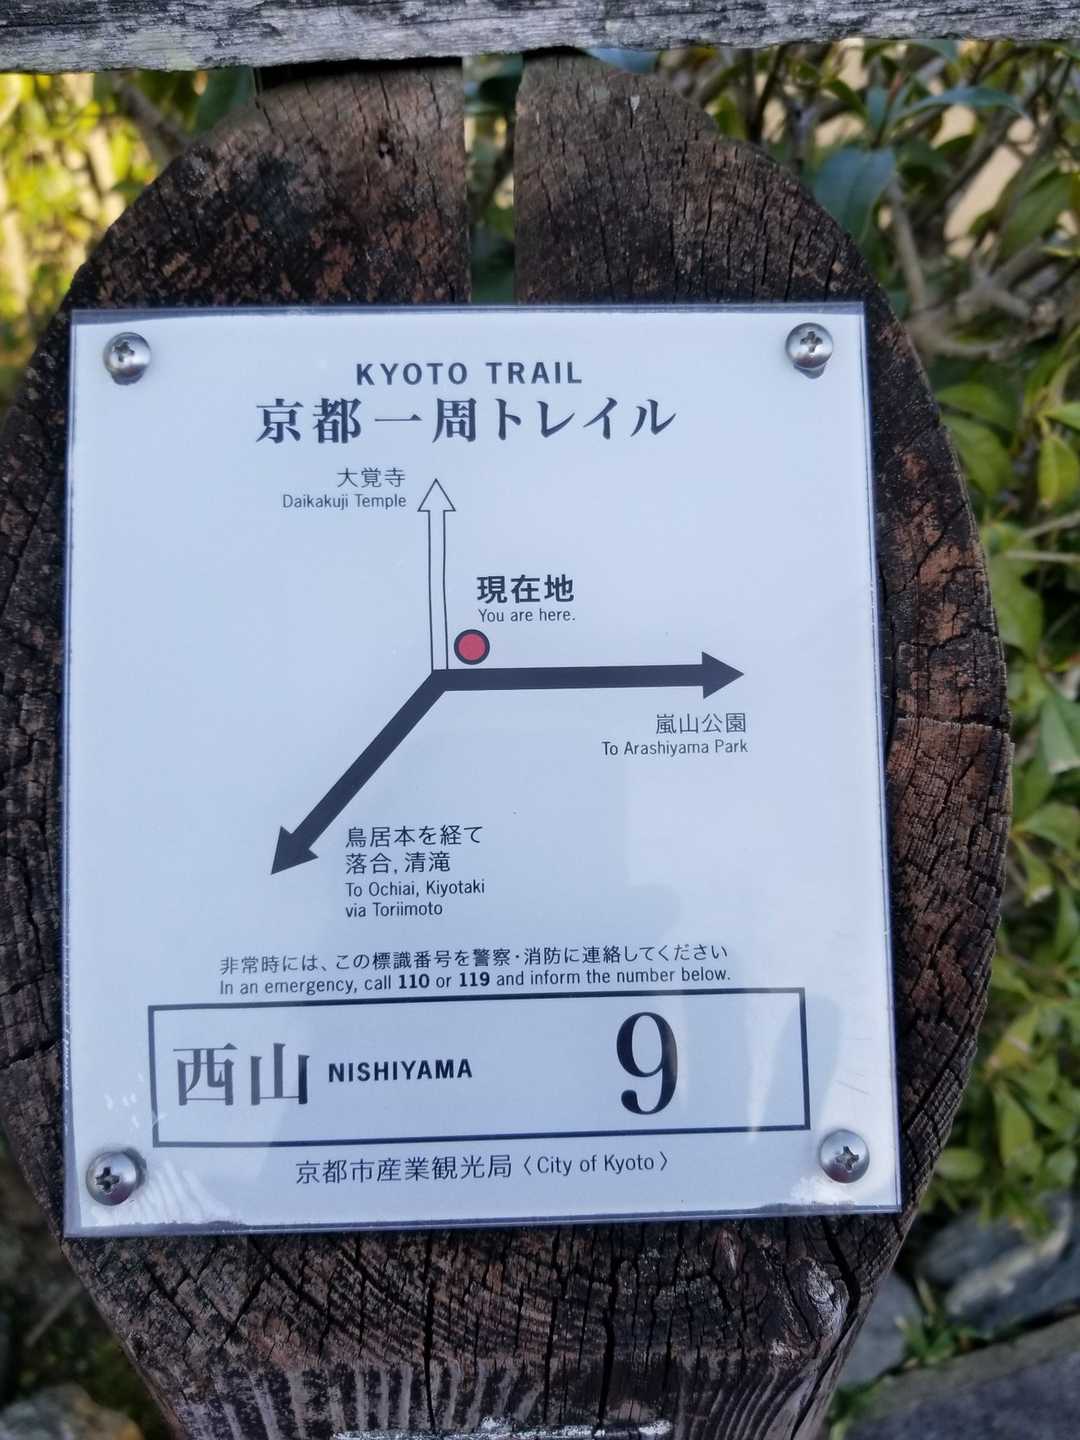 KYOTO TRAIL
京都一周トレイル
大覚寺
Daikakuji Temple
現在地
You are here.
嵐山公園
To Arashiyama Park
鳥居本を経て
落合,清滝
To Ochiai, Kiyotaki
via Toriimoto
非常時には、この標識番号を警察・消防に連絡してください
In an emergency, call 110 or 119 and inform the number below.
西山 NISHIYAMA 9
京都市産業観光局〈City of Kyoto〉